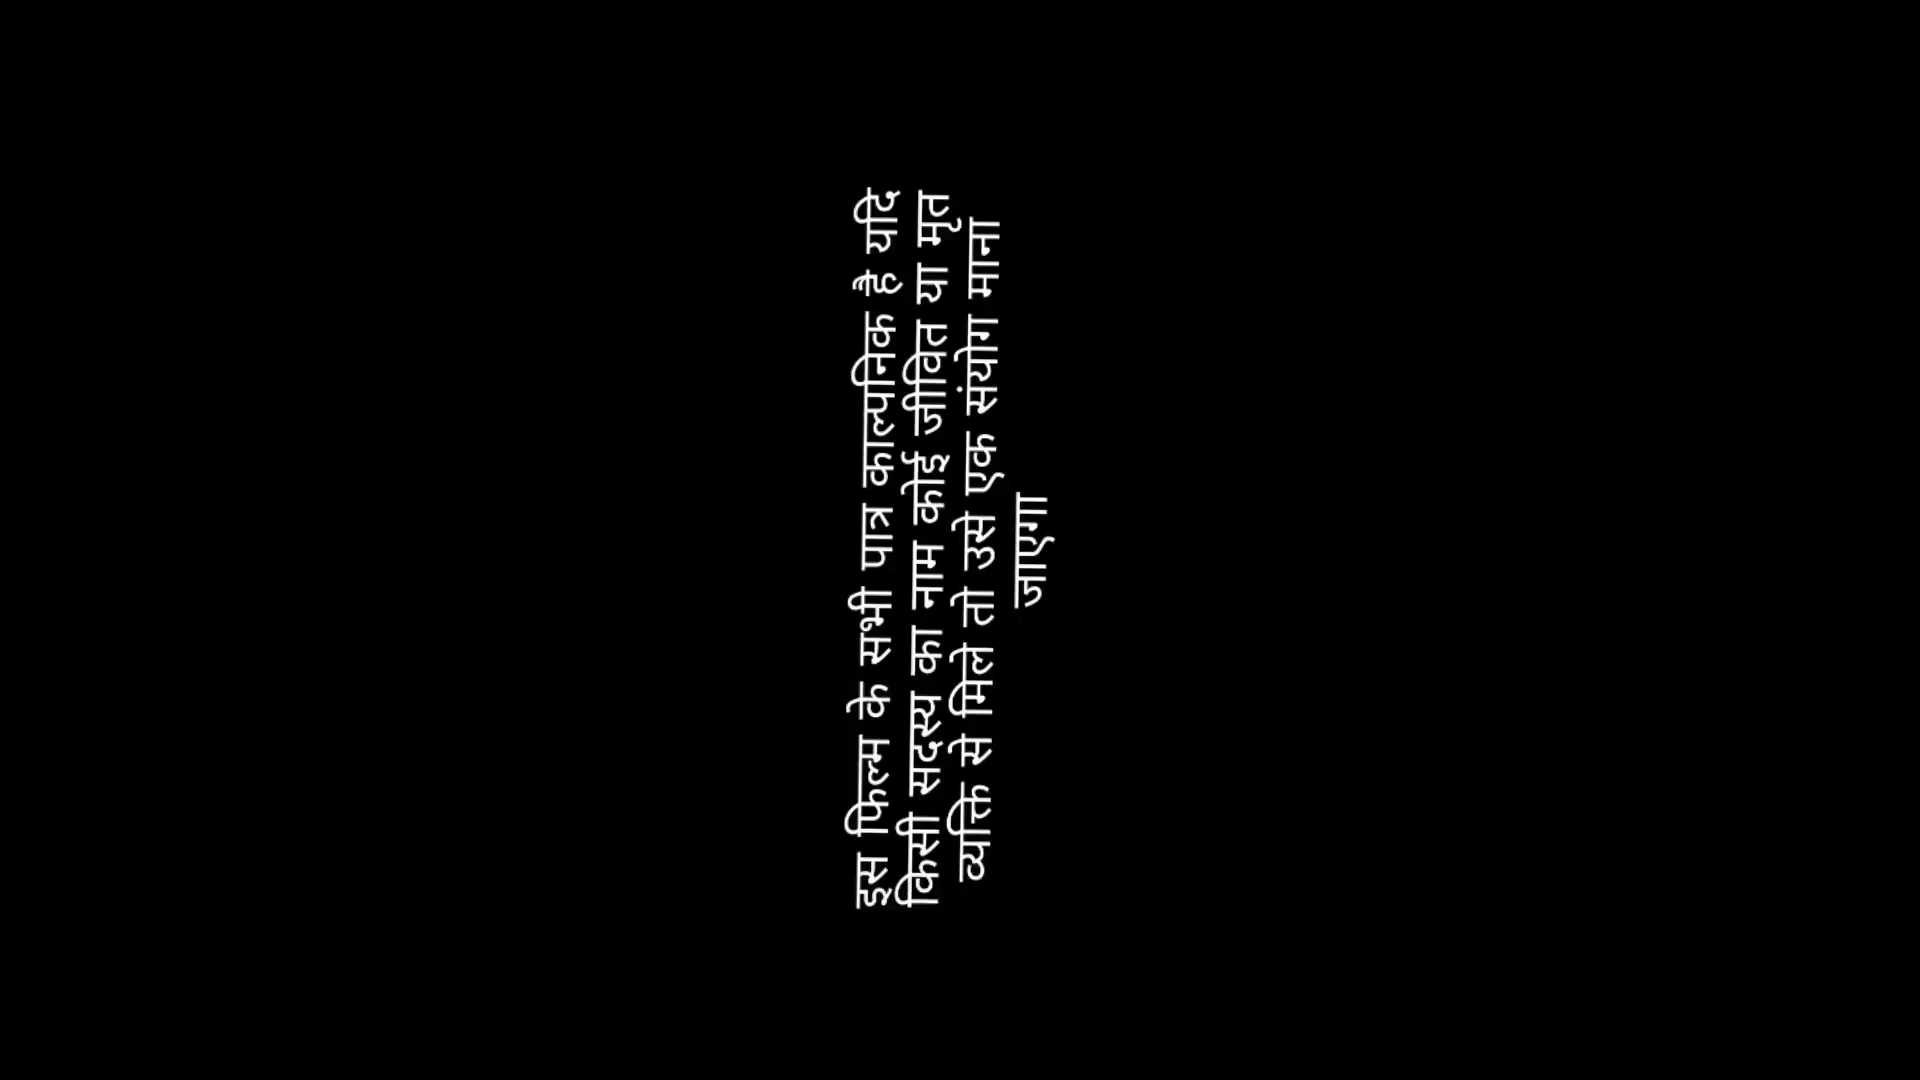 इस फिल्म के सभी पात्र काल्पनिक है यदि
किसी सदस्य का नाम कोई जीवित या मृत
व्यक्ति से मिले तो उसे एक संयोग माना
जाएगा